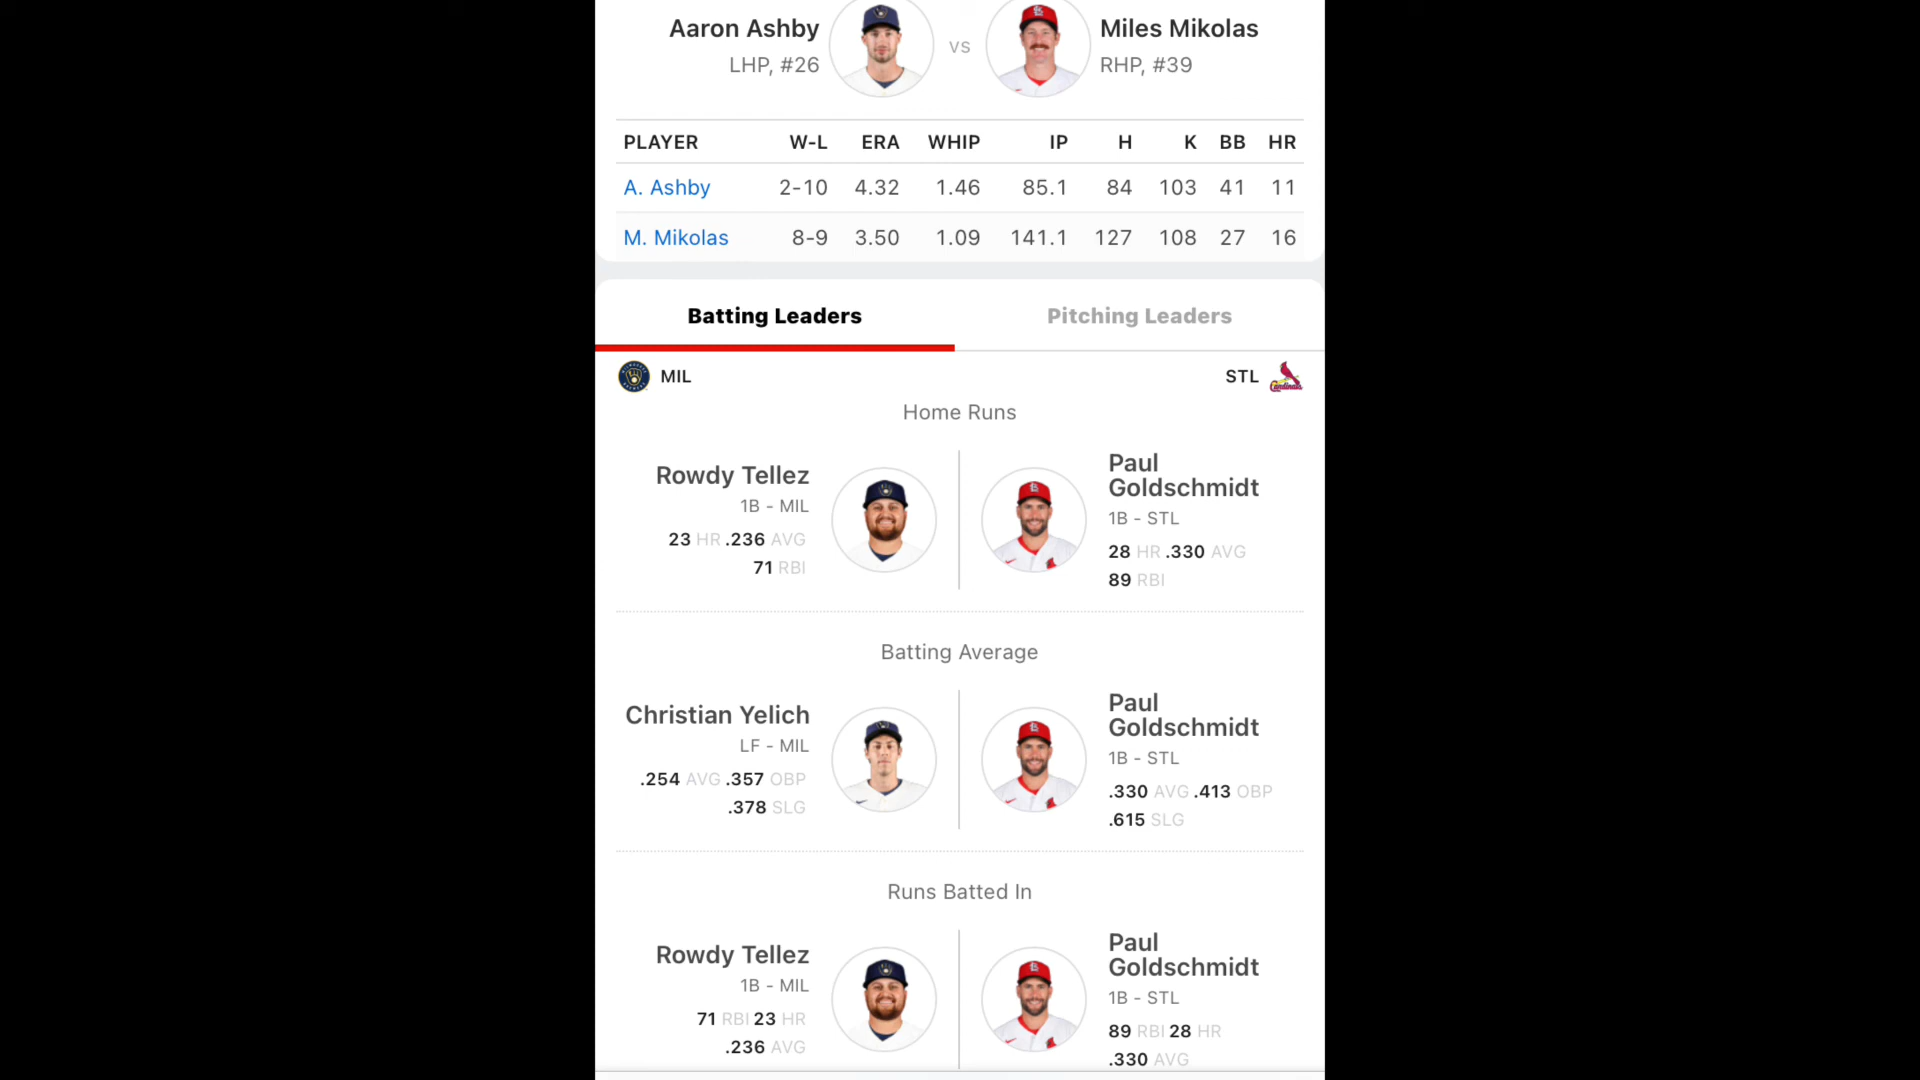 Aaron Ashby
LHP, #26
VS
Miles Mikolas
RHP, #39
PLAYER W-L ERA WHIP IP H K BB HR
A. Ashby 2-10 4.32 1.46 85.1 84 103 41 11
M. Mikolas 8-9 3.50 1.09 141.1 127 108 27 16
Batting Leaders Pitching Leaders
MIL STL Cardinals
Home Runs
Rowdy Tellez
1B - MIL
23 HR .236 AVG
71 RBI
Paul
Goldschmidt
1B - STL
28 HR .330 AVG
89 RBI
Batting Average
Christian Yelich
LF - MIL
.254 AVG .357 OBP
.378 SLG
Paul
Goldschmidt
1B - STL
.330 AVG .413 OBP
.615 SLG
Runs Batted In
Rowdy Tellez
1B - MIL
71 RBI 23 HR
.236 AVG
Paul
Goldschmidt
1B - STL
89 RBI 28 HR
.330 AVG